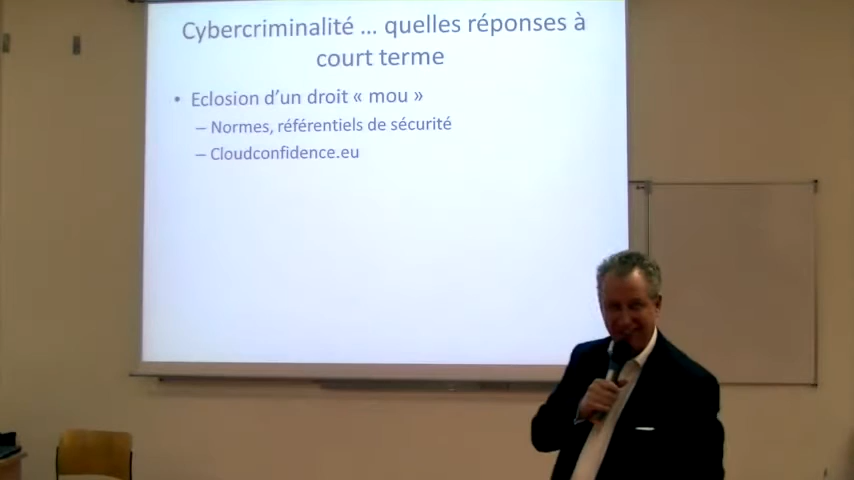 Cybercriminalité ... quelles réponses à
court terme
• Eclosion d'un droit « mou »
– Normes, référentiels de sécurité
– Cloudconfidence.eu